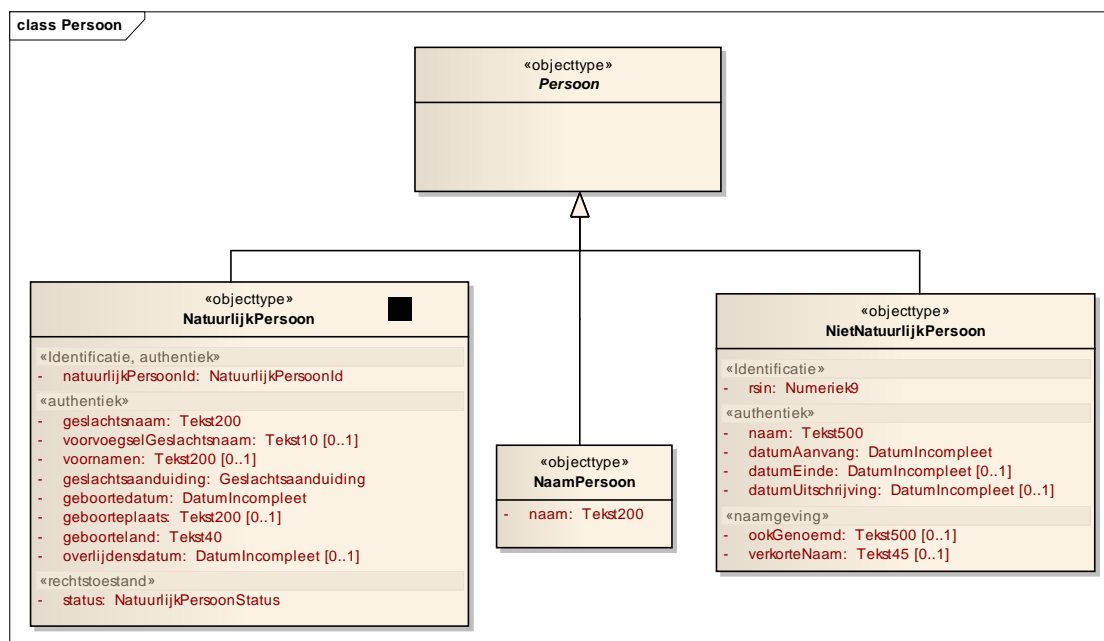 class Persoon
«objecttype»
Persoon
«objecttype»
NatuurlijkPersoon
«Identificatie, authentiek»
- natuurlijkPersoonId: NatuurlijkPersoonId
«authentiek»
- geslachtsnaam: Tekst200
- voorvoegselGeslachtsnaam: Tekst10 [0..1]
- voornamen: Tekst200 [0..1]
- geslachtsaanduiding: Geslachtsaanduiding
- geboortedatum: DatumIncompleet
- geboorteplaats: Tekst200 [0..1]
- geboorteland: Tekst40
- overlijdensdatum: DatumIncompleet [0..1]
«rechtstoestand»
- status: NatuurlijkPersoonStatus
«objecttype»
NaamPersoon
- naam: Tekst200
«objecttype»
NietNatuurlijkPersoon
«Identificatie»
- rsin: Numeriek9
«authentiek»
- naam: Tekst500
- datumAanvang: DatumIncompleet
- datumEinde: DatumIncompleet [0..1]
- datumUitschrijving: DatumIncompleet [0..1]
«naamgeving»
- ookGenoemd: Tekst500 [0..1]
- verkorteNaam: Tekst45 [0..1]